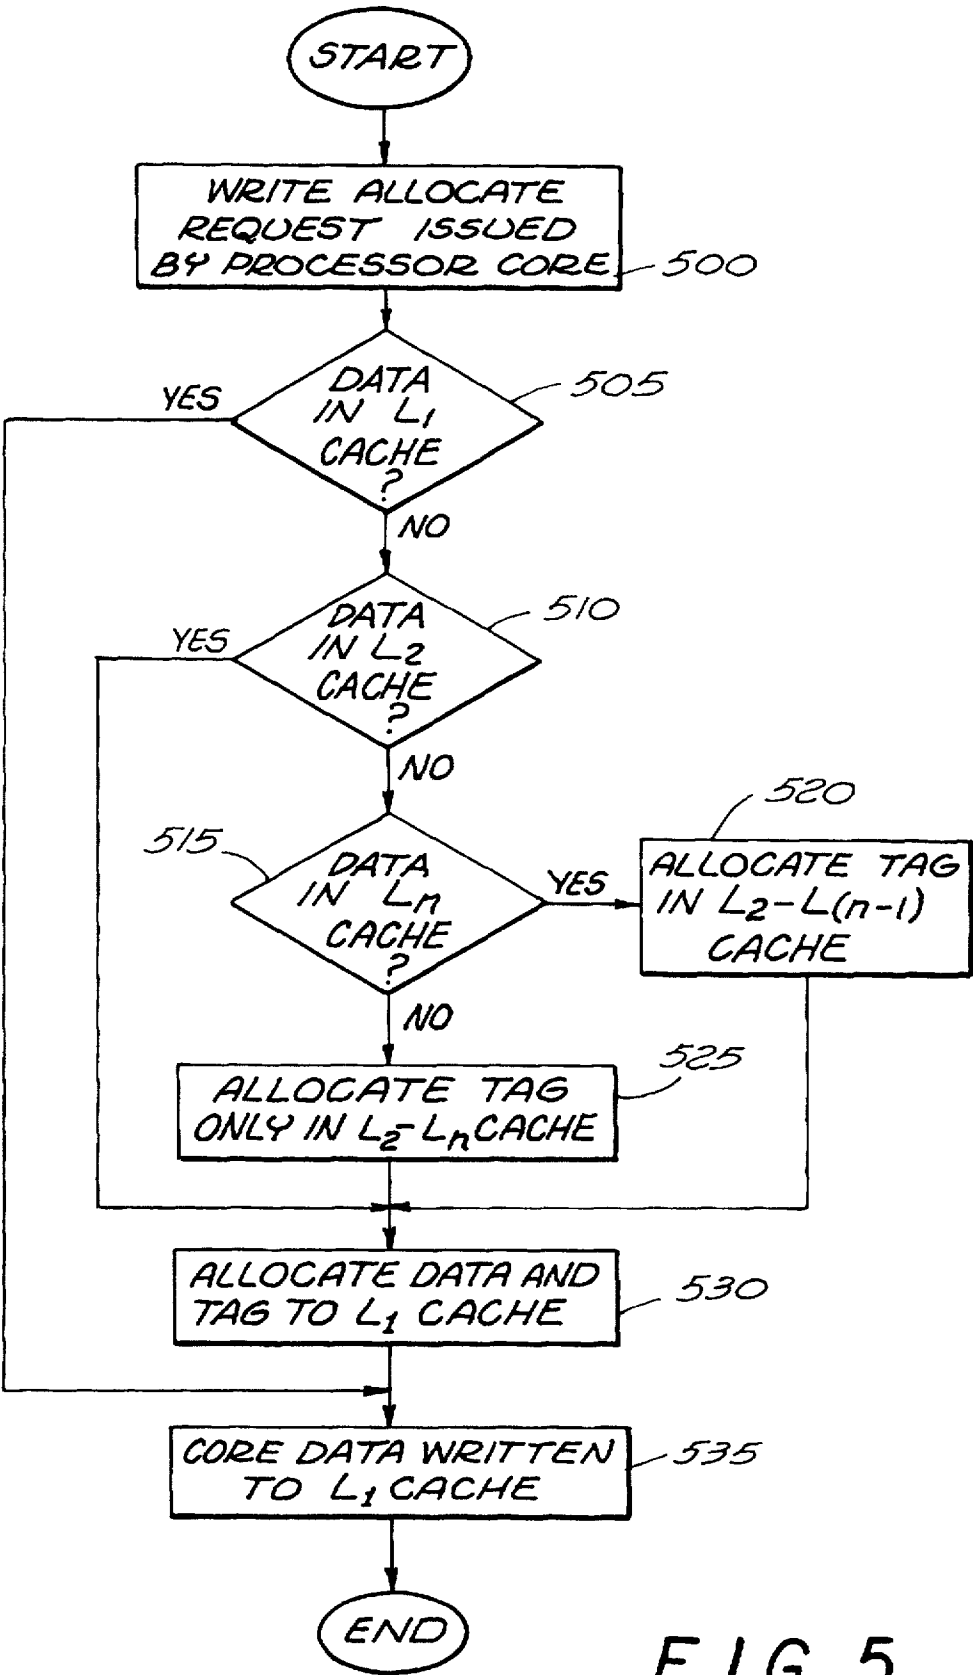 START
WRITE ALLOCATE
REQUEST ISSUED
BY PROCESSOR CORE
500
DATA
IN L1
CACHE
?
505
YES
NO
DATA
IN L2
CACHE
?
510
YES
NO
DATA
IN Ln
CACHE
?
515
YES
NO
520
ALLOCATE TAG
IN L2-L(n-1)
CACHE
525
ALLOCATE TAG
ONLY IN L2-Ln CACHE
ALLOCATE DATA AND
TAG TO L1 CACHE
530
CORE DATA WRITTEN
TO L1 CACHE
535
END
FIG 5